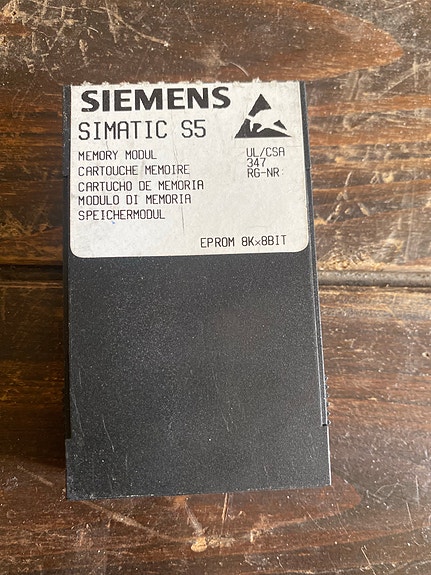 SIEMENS
SIMATIC S5
MEMORY MODUL
CARTOUCHE MEMOIRE
CARTUCHO DE MEMORIA
MODULO DI MEMORIA
SPEICHERMODUL
UL/CSA
347
RG-NR:
EPROM 8K×8BIT